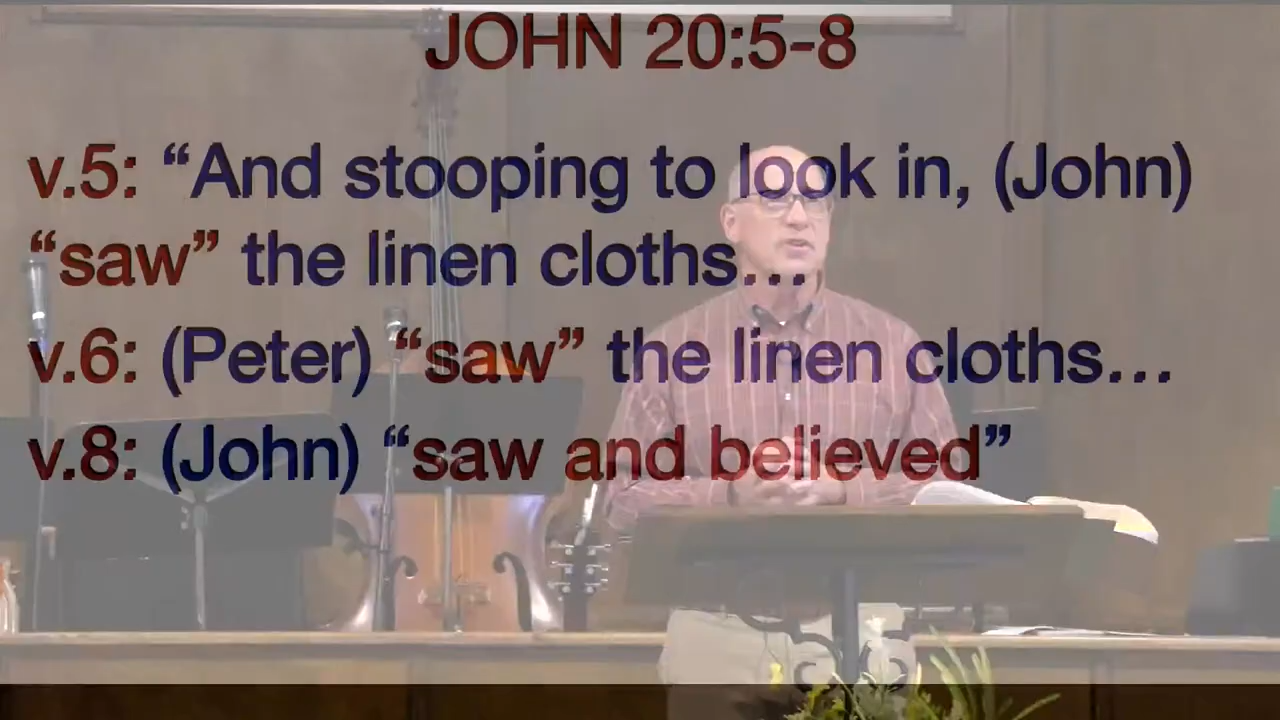 JOHN 20:5-8
v.5: “And stooping to look in, (John)
“saw” the linen cloths…
v.6: (Peter) “saw” the linen cloths…
v.8: (John) “saw and believed”